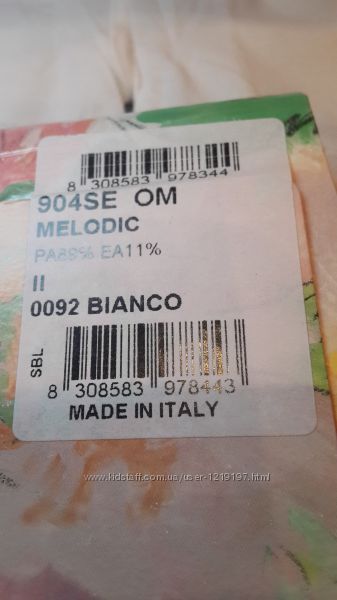 8 308583 978344
904SE OM
MELODIC
PA89% EA11%
II
0092 BIANCO
SBL
8 308583 978443
MADE IN ITALY
www.kidstaff.com.ua/user-1219197.html